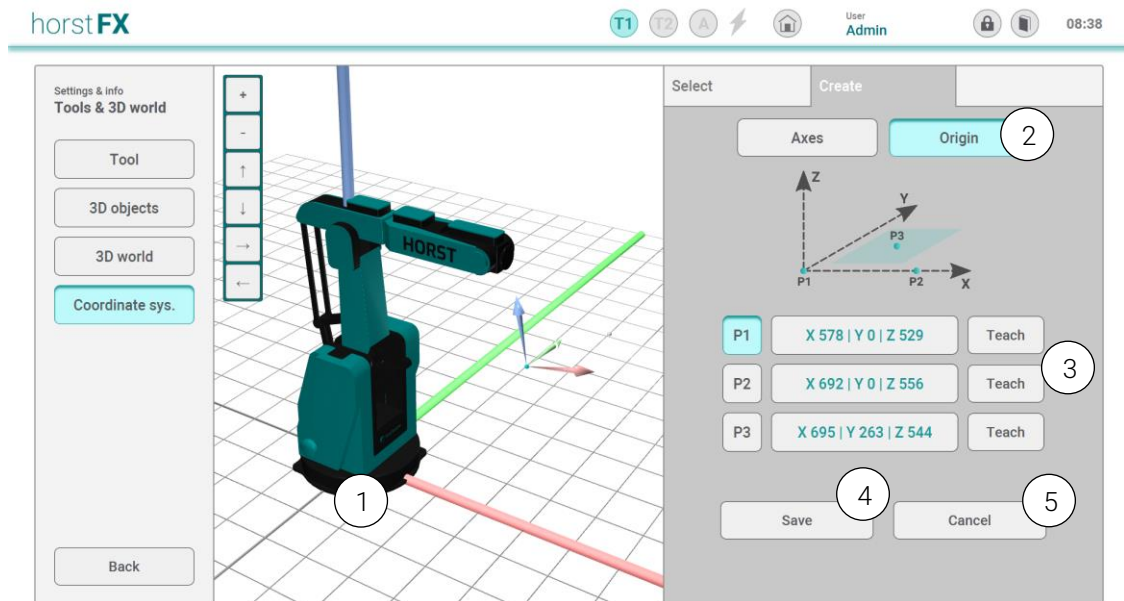 horstFX
T1 T2 A
User
Admin
08:38
Settings & info
Tools & 3D world
Tool
3D objects
3D world
Coordinate sys.
Back
+
-
↑
↓
→
←
HORST
1
Select
Create
Axes
Origin
2
Z
Y
P3
P1
P2
X
P1
X 578 | Y 0 | Z 529
Teach
P2
X 692 | Y 0 | Z 556
Teach
3
P3
X 695 | Y 263 | Z 544
Teach
Save
4
Cancel
5